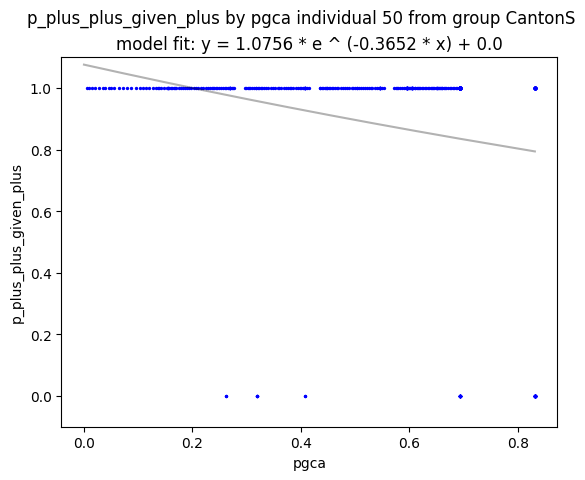 p_plus_plus_given_plus by pgca individual 50 from group CantonS
model fit: y = 1.0756 * e ^ (-0.3652 * x) + 0.0
p_plus_plus_given_plus
1.0
0.8
0.6
0.4
0.2
0.0
0.0 0.2 0.4 0.6 0.8
pgca